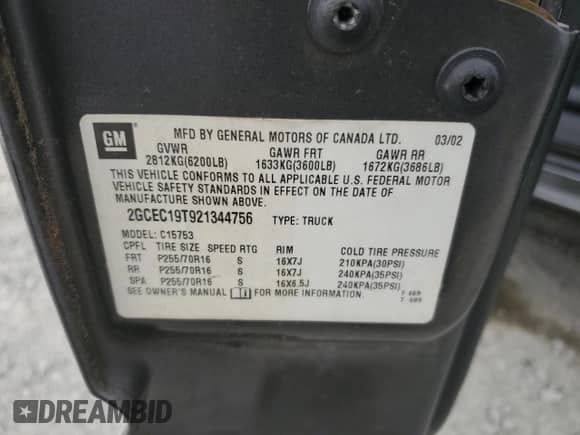 GM
MFD BY GENERAL MOTORS OF CANADA LTD. 03/02
GVWR GAWR FRT GAWR RR
2812KG(6200LB) 1633KG(3600LB) 1672KG(3686LB)
THIS VEHICLE CONFORMS TO ALL APPLICABLE U.S. FEDERAL MOTOR
VEHICLE SAFETY STANDARDS IN EFFECT ON THE DATE OF
MANUFACTURE SHOWN ABOVE.
2GCEC19T921344756 TYPE: TRUCK
MODEL: C15753
CPFL TIRE SIZE SPEED RTG RIM COLD TIRE PRESSURE
FRT P255/70R16 S 16X7J 210KPA(30PSI)
RR P255/70R16 S 16X7J 240KPA(35PSI)
SPA P255/70R16 S 16X6.5J 240KPA(35PSI)
SEE OWNER'S MANUAL FOR MORE INFORMATION.
DREAMBID